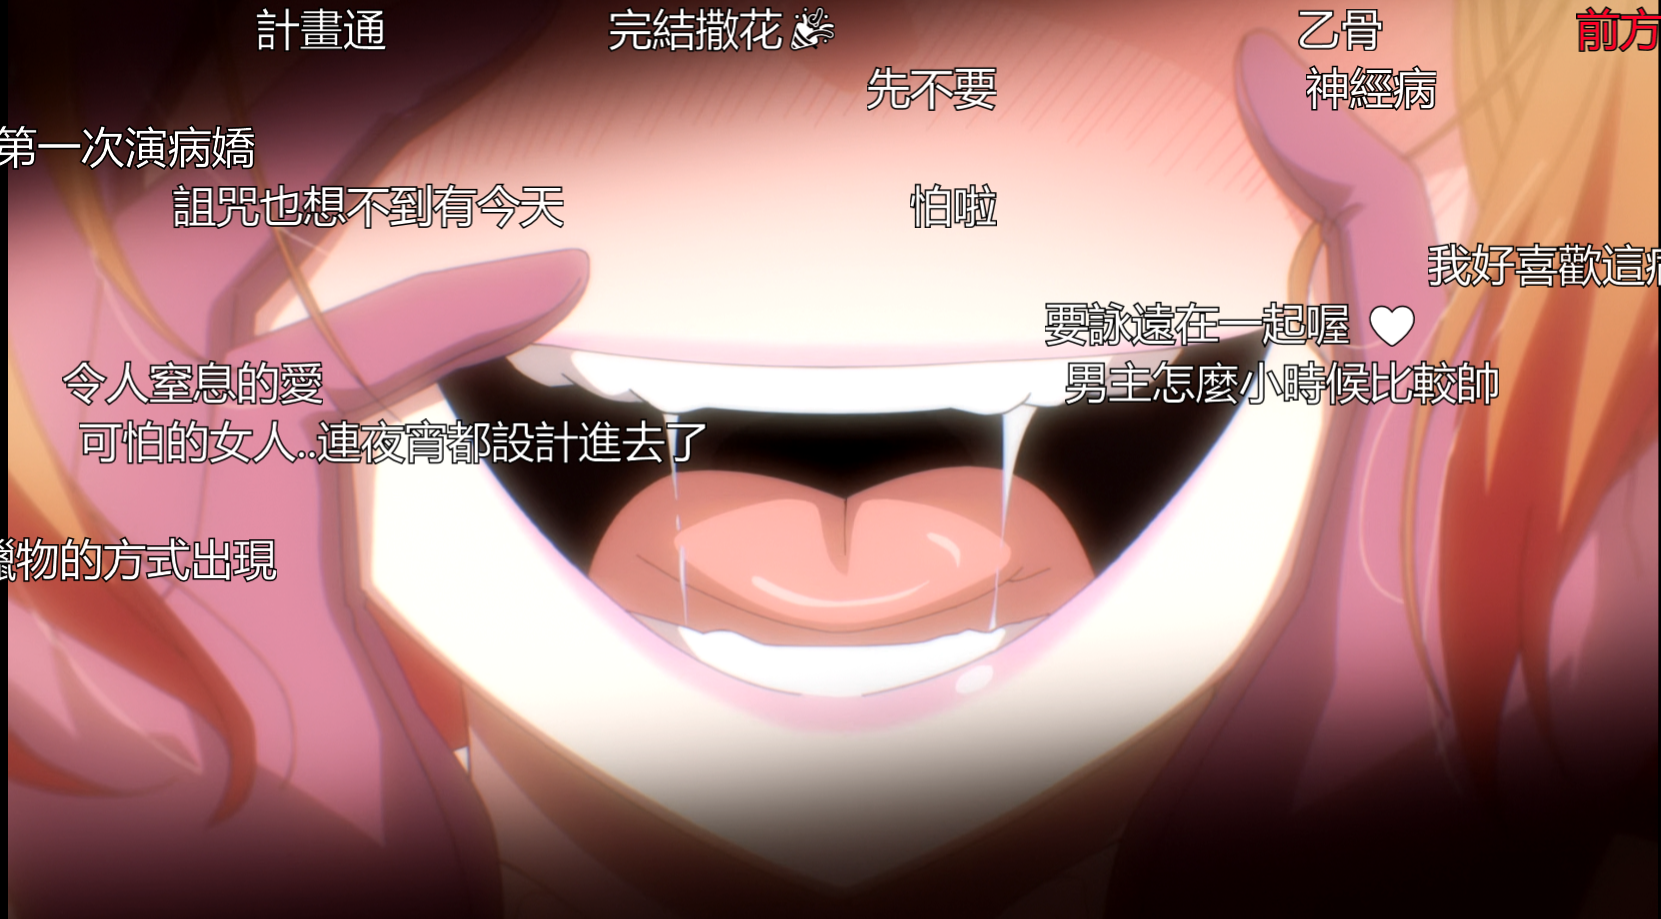 計畫通
完結撒花🎉
乙骨
前方
先不要
神經病
第一次演病嬌
詛咒也想不到有今天
怕啦
我好喜歡這
要詠遠在一起喔 ♥
令人窒息的愛
男主怎麼小時候比較帥
可怕的女人..連夜宵都設計進去了
物的方式出現